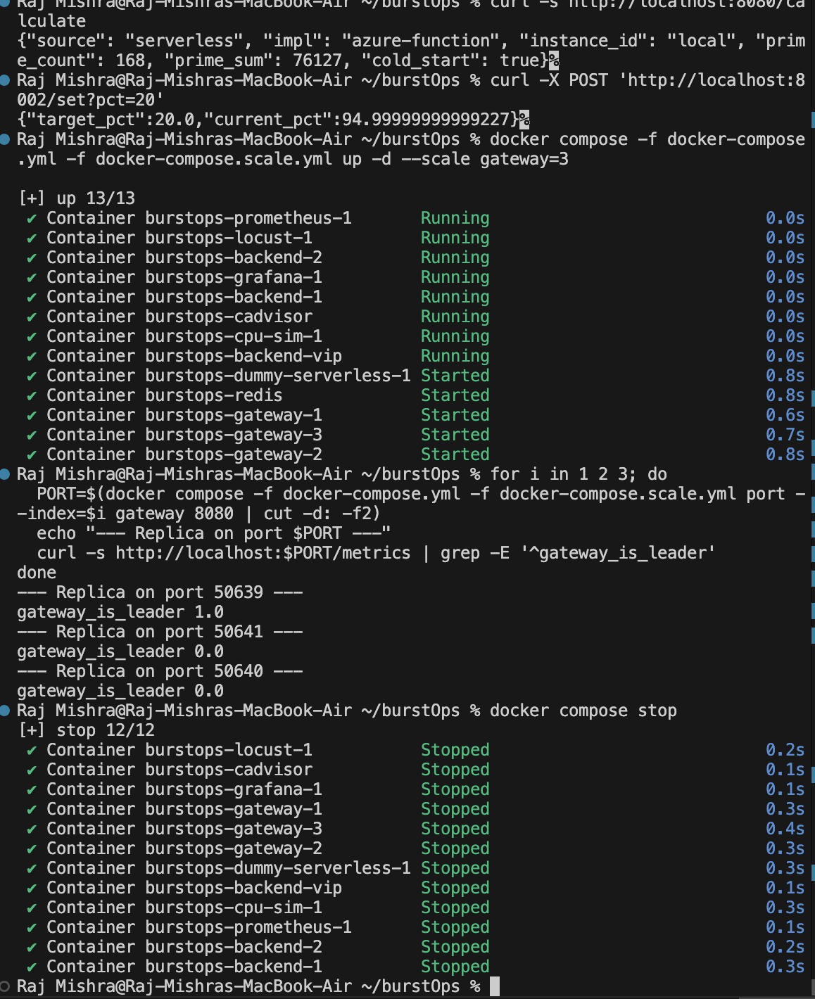 Raj Mishra@Raj-Mishras-MacBook-Air ~/burstOps % curl -s http://localhost:8080/ca
lculate
{"source": "serverless", "impl": "azure-function", "instance_id": "local", "prim
e_count": 168, "prime_sum": 76127, "cold_start": true}%
Raj Mishra@Raj-Mishras-MacBook-Air ~/burstOps % curl -X POST 'http://localhost:8
002/set?pct=20'
{"target_pct":20.0,"current_pct":94.99999999999227}%
Raj Mishra@Raj-Mishras-MacBook-Air ~/burstOps % docker compose -f docker-compose
.yml -f docker-compose.scale.yml up -d --scale gateway=3
[+] up 13/13
✔ Container burstops-prometheus-1 Running 0.0s
✔ Container burstops-locust-1 Running 0.0s
✔ Container burstops-backend-2 Running 0.0s
✔ Container burstops-grafana-1 Running 0.0s
✔ Container burstops-backend-1 Running 0.0s
✔ Container burstops-cadvisor Running 0.0s
✔ Container burstops-cpu-sim-1 Running 0.0s
✔ Container burstops-backend-vip Running 0.0s
✔ Container burstops-dummy-serverless-1 Started 0.8s
✔ Container burstops-redis Started 0.8s
✔ Container burstops-gateway-1 Started 0.6s
✔ Container burstops-gateway-3 Started 0.7s
✔ Container burstops-gateway-2 Started 0.8s
Raj Mishra@Raj-Mishras-MacBook-Air ~/burstOps % for i in 1 2 3; do
  PORT=$(docker compose -f docker-compose.yml -f docker-compose.scale.yml port -
-index=$i gateway 8080 | cut -d: -f2)
  echo "--- Replica on port $PORT ---"
  curl -s http://localhost:$PORT/metrics | grep -E '^gateway_is_leader'
done
--- Replica on port 50639 ---
gateway_is_leader 1.0
--- Replica on port 50641 ---
gateway_is_leader 0.0
--- Replica on port 50640 ---
gateway_is_leader 0.0
Raj Mishra@Raj-Mishras-MacBook-Air ~/burstOps % docker compose stop
[+] stop 12/12
✔ Container burstops-locust-1 Stopped 0.2s
✔ Container burstops-cadvisor Stopped 0.1s
✔ Container burstops-grafana-1 Stopped 0.1s
✔ Container burstops-gateway-1 Stopped 0.3s
✔ Container burstops-gateway-3 Stopped 0.4s
✔ Container burstops-gateway-2 Stopped 0.3s
✔ Container burstops-dummy-serverless-1 Stopped 0.3s
✔ Container burstops-backend-vip Stopped 0.1s
✔ Container burstops-cpu-sim-1 Stopped 0.3s
✔ Container burstops-prometheus-1 Stopped 0.1s
✔ Container burstops-backend-2 Stopped 0.2s
✔ Container burstops-backend-1 Stopped 0.3s
Raj Mishra@Raj-Mishras-MacBook-Air ~/burstOps %